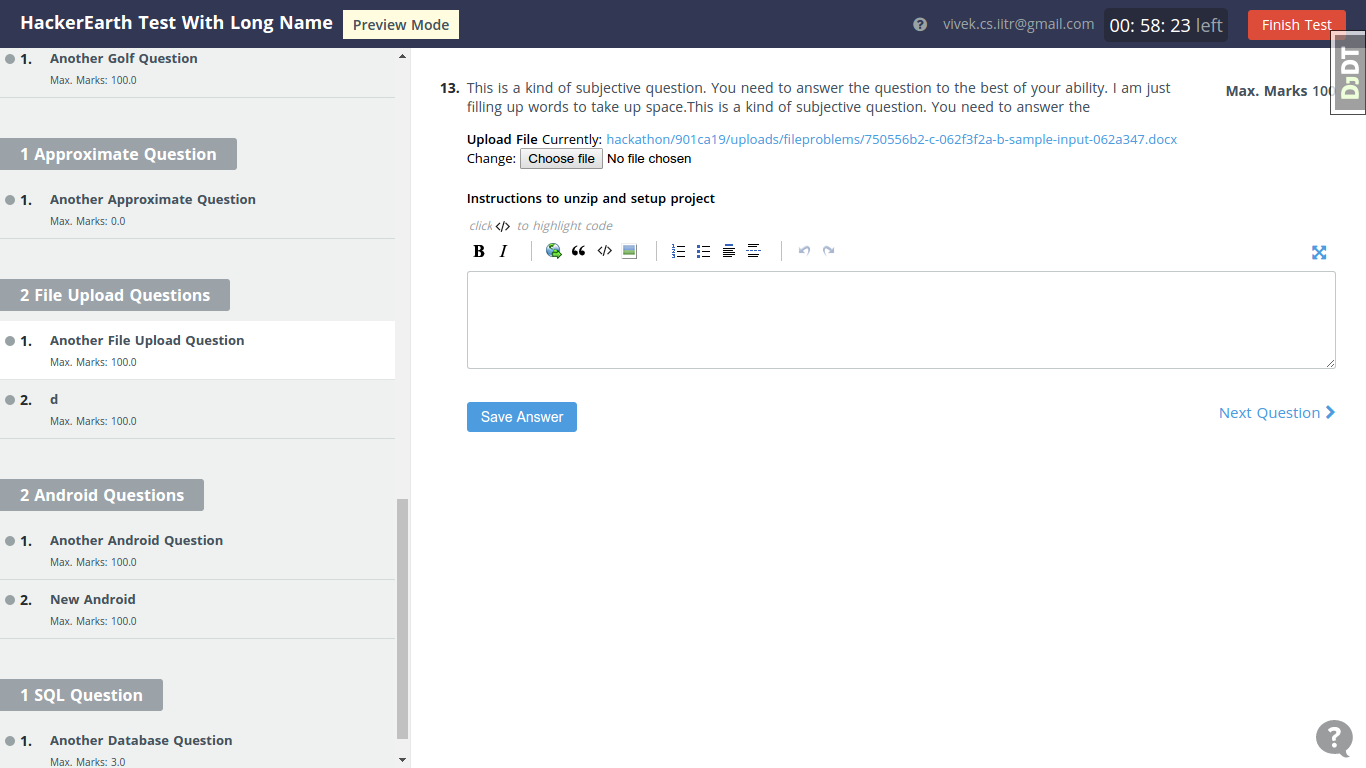 HackerEarth Test With Long Name
Preview Mode
vivek.cs.iitr@gmail.com
00: 58: 23 left
Finish Test
1. Another Golf Question
Max. Marks: 100.0
1 Approximate Question
1. Another Approximate Question
Max. Marks: 0.0
2 File Upload Questions
1. Another File Upload Question
Max. Marks: 100.0
2. d
Max. Marks: 100.0
2 Android Questions
1. Another Android Question
Max. Marks: 100.0
2. New Android
Max. Marks: 100.0
1 SQL Question
1. Another Database Question
Max. Marks: 3.0
13. This is a kind of subjective question. You need to answer the question to the best of your ability. I am just
filling up words to take up space.This is a kind of subjective question. You need to answer the
Max. Marks 100
DjDT
Upload File Currently: hackathon/901ca19/uploads/fileproblems/750556b2-c-062f3f2a-b-sample-input-062a347.docx
Change: Choose file No file chosen
Instructions to unzip and setup project
click </> to highlight code
B I “ </>
Save Answer
Next Question
?